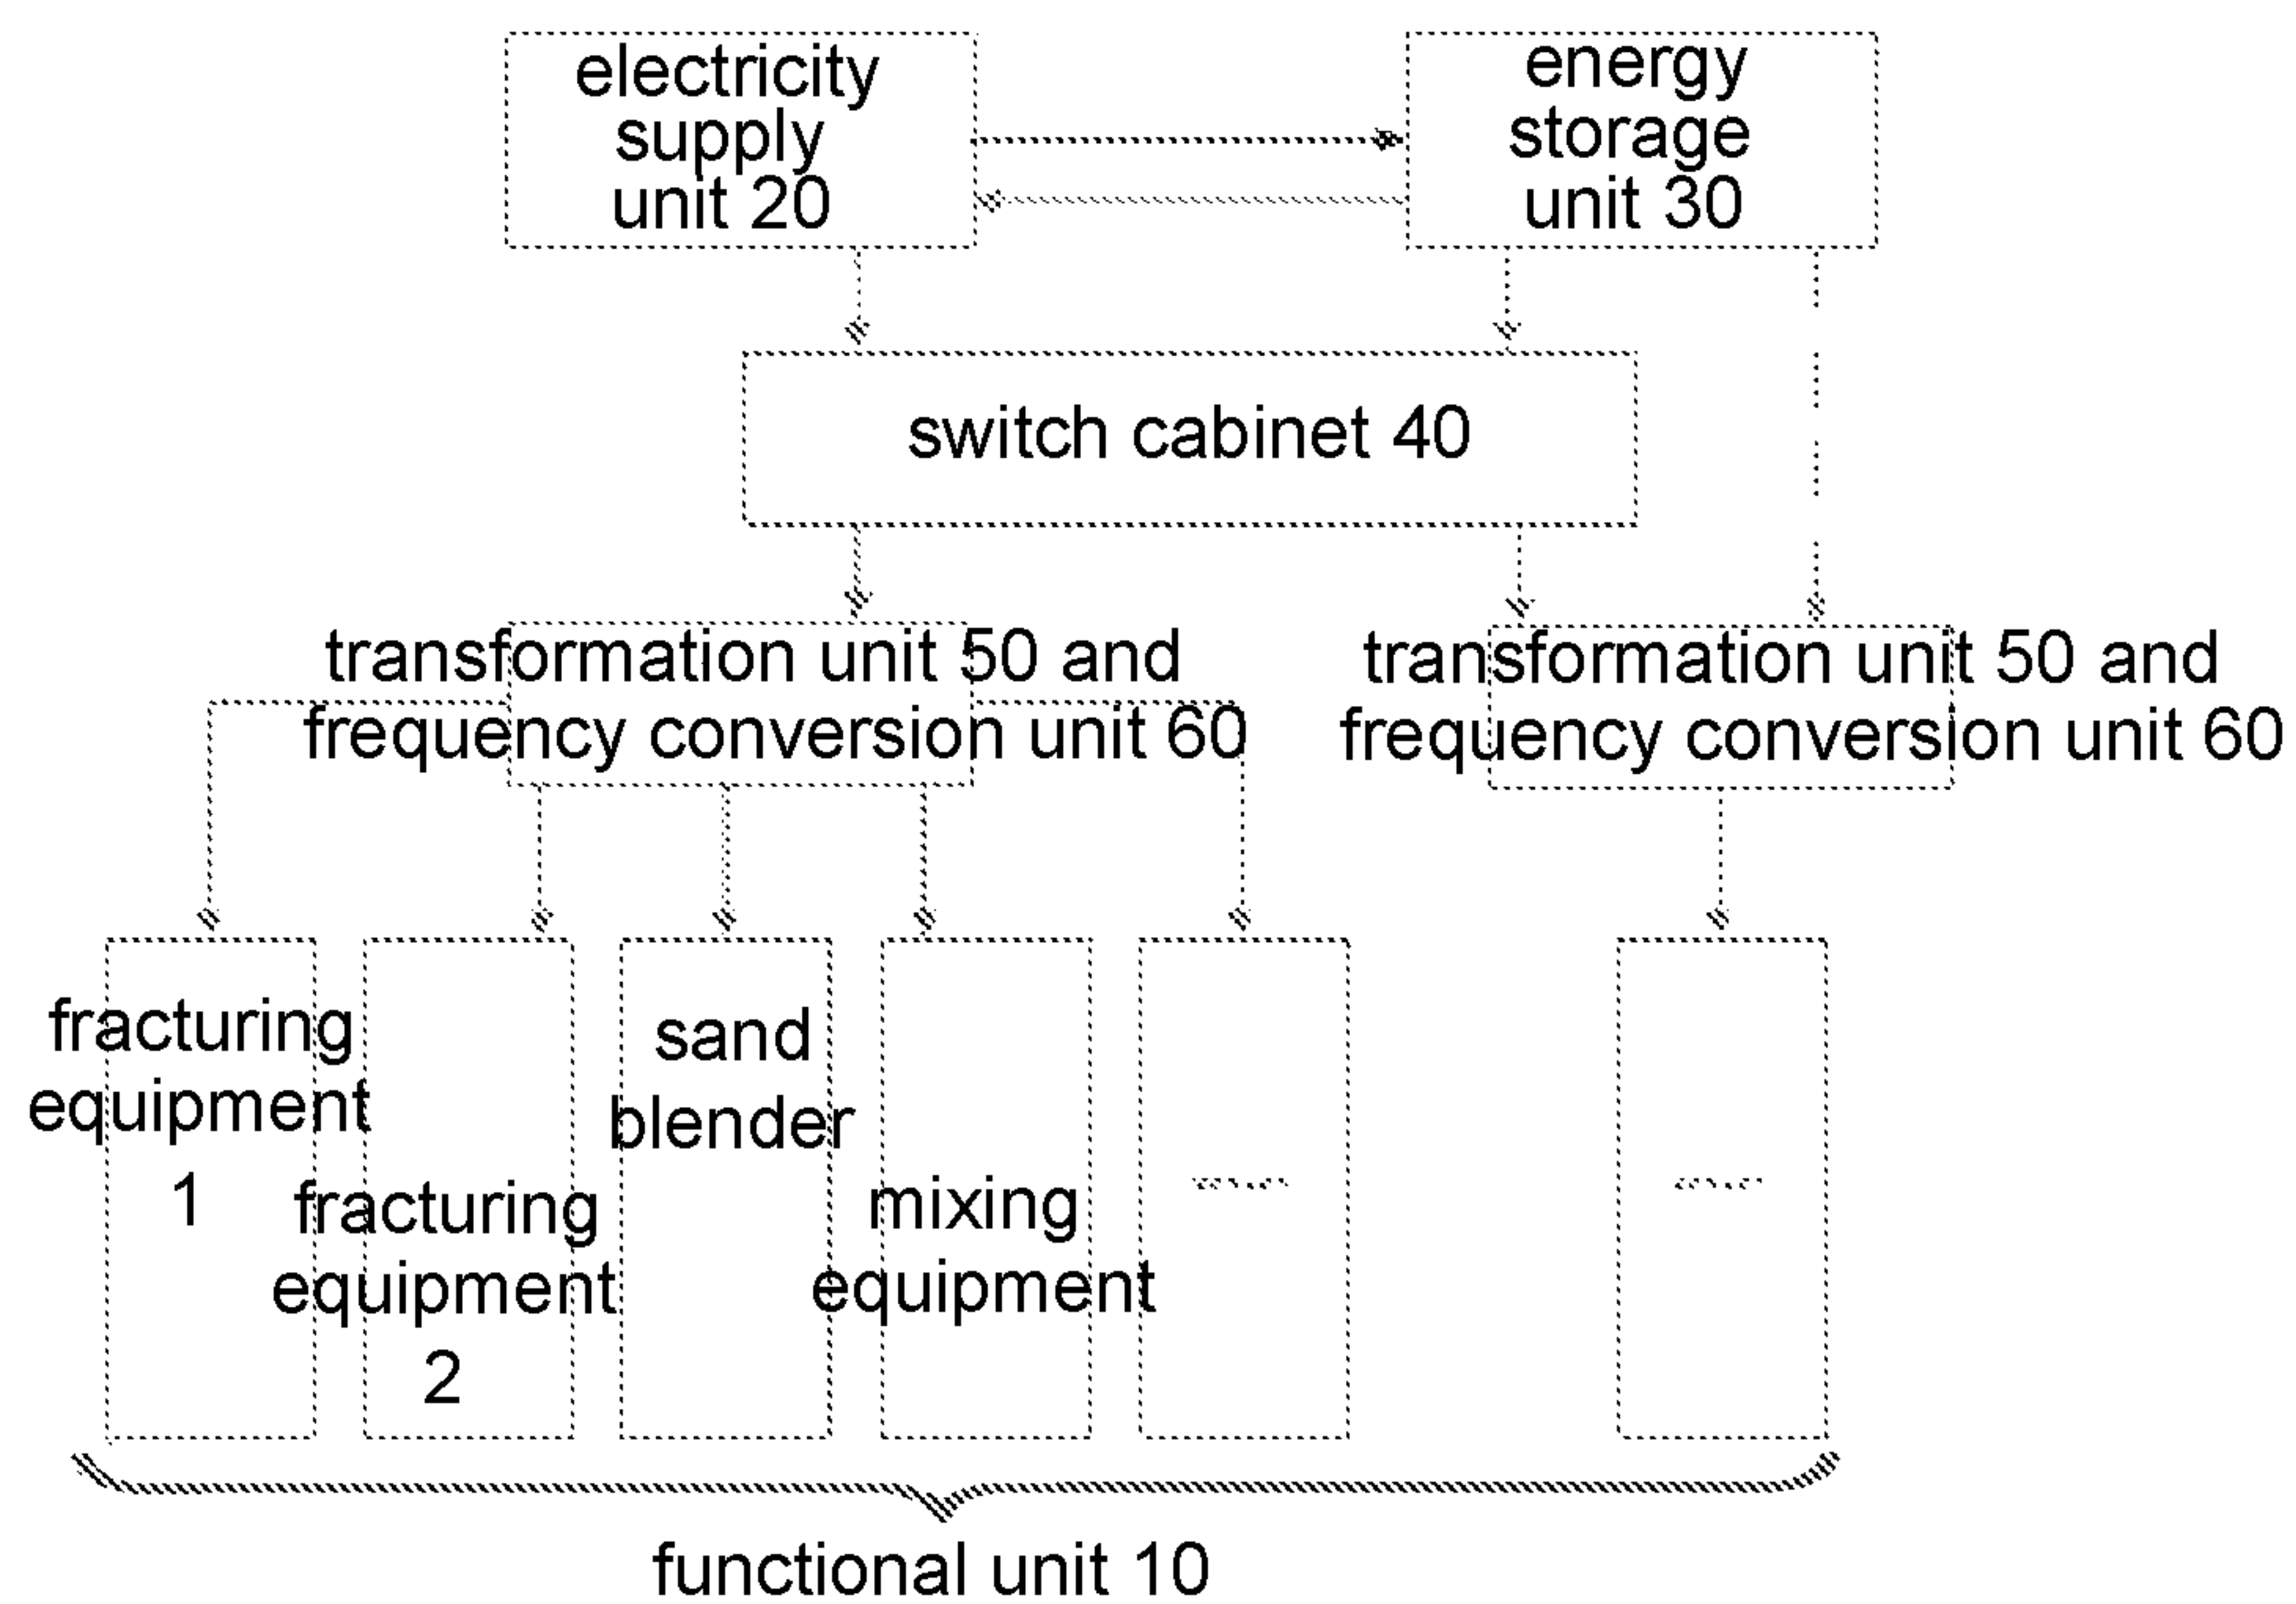 electricity
supply
unit 20
energy
storage
unit 30
switch cabinet 40
transformation unit 50 and
frequency conversion unit 60
transformation unit 50 and
frequency conversion unit 60
fracturing
equipment
1
fracturing
equipment
2
sand
blender
mixing
equipment
......
......
functional unit 10